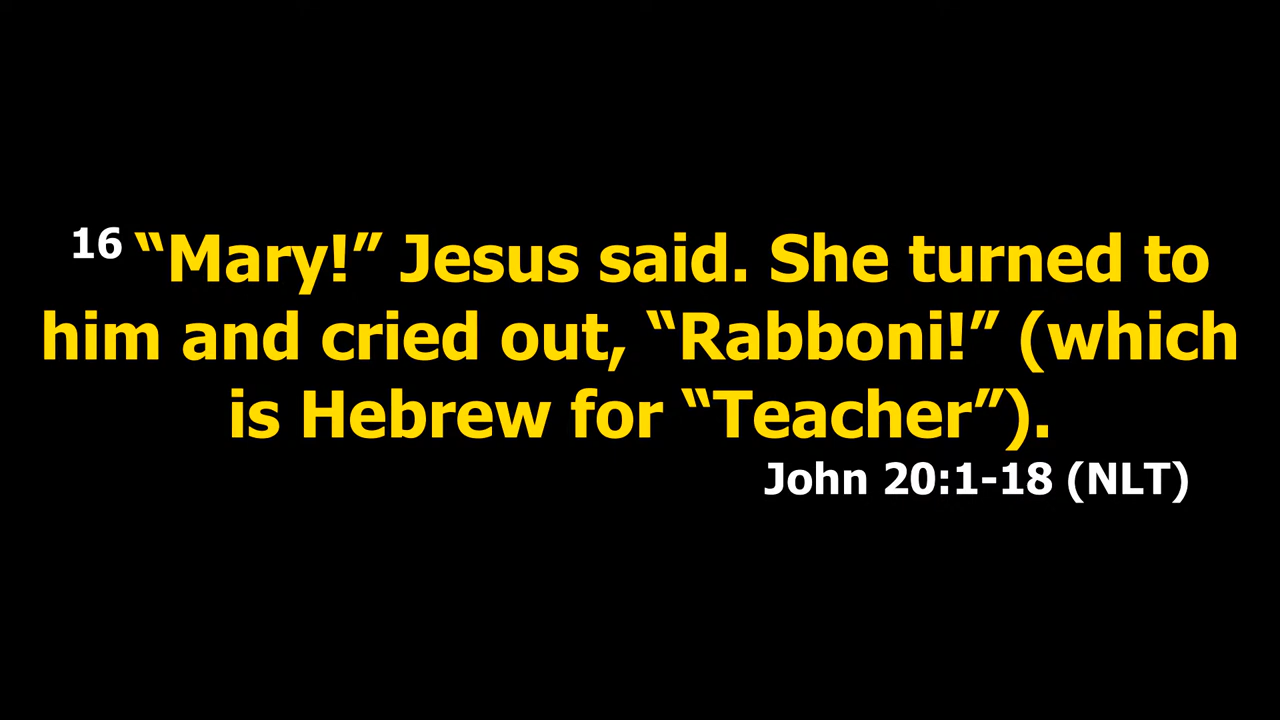 16 “Mary!” Jesus said. She turned to
him and cried out, “Rabboni!” (which
is Hebrew for “Teacher”).
John 20:1-18 (NLT)